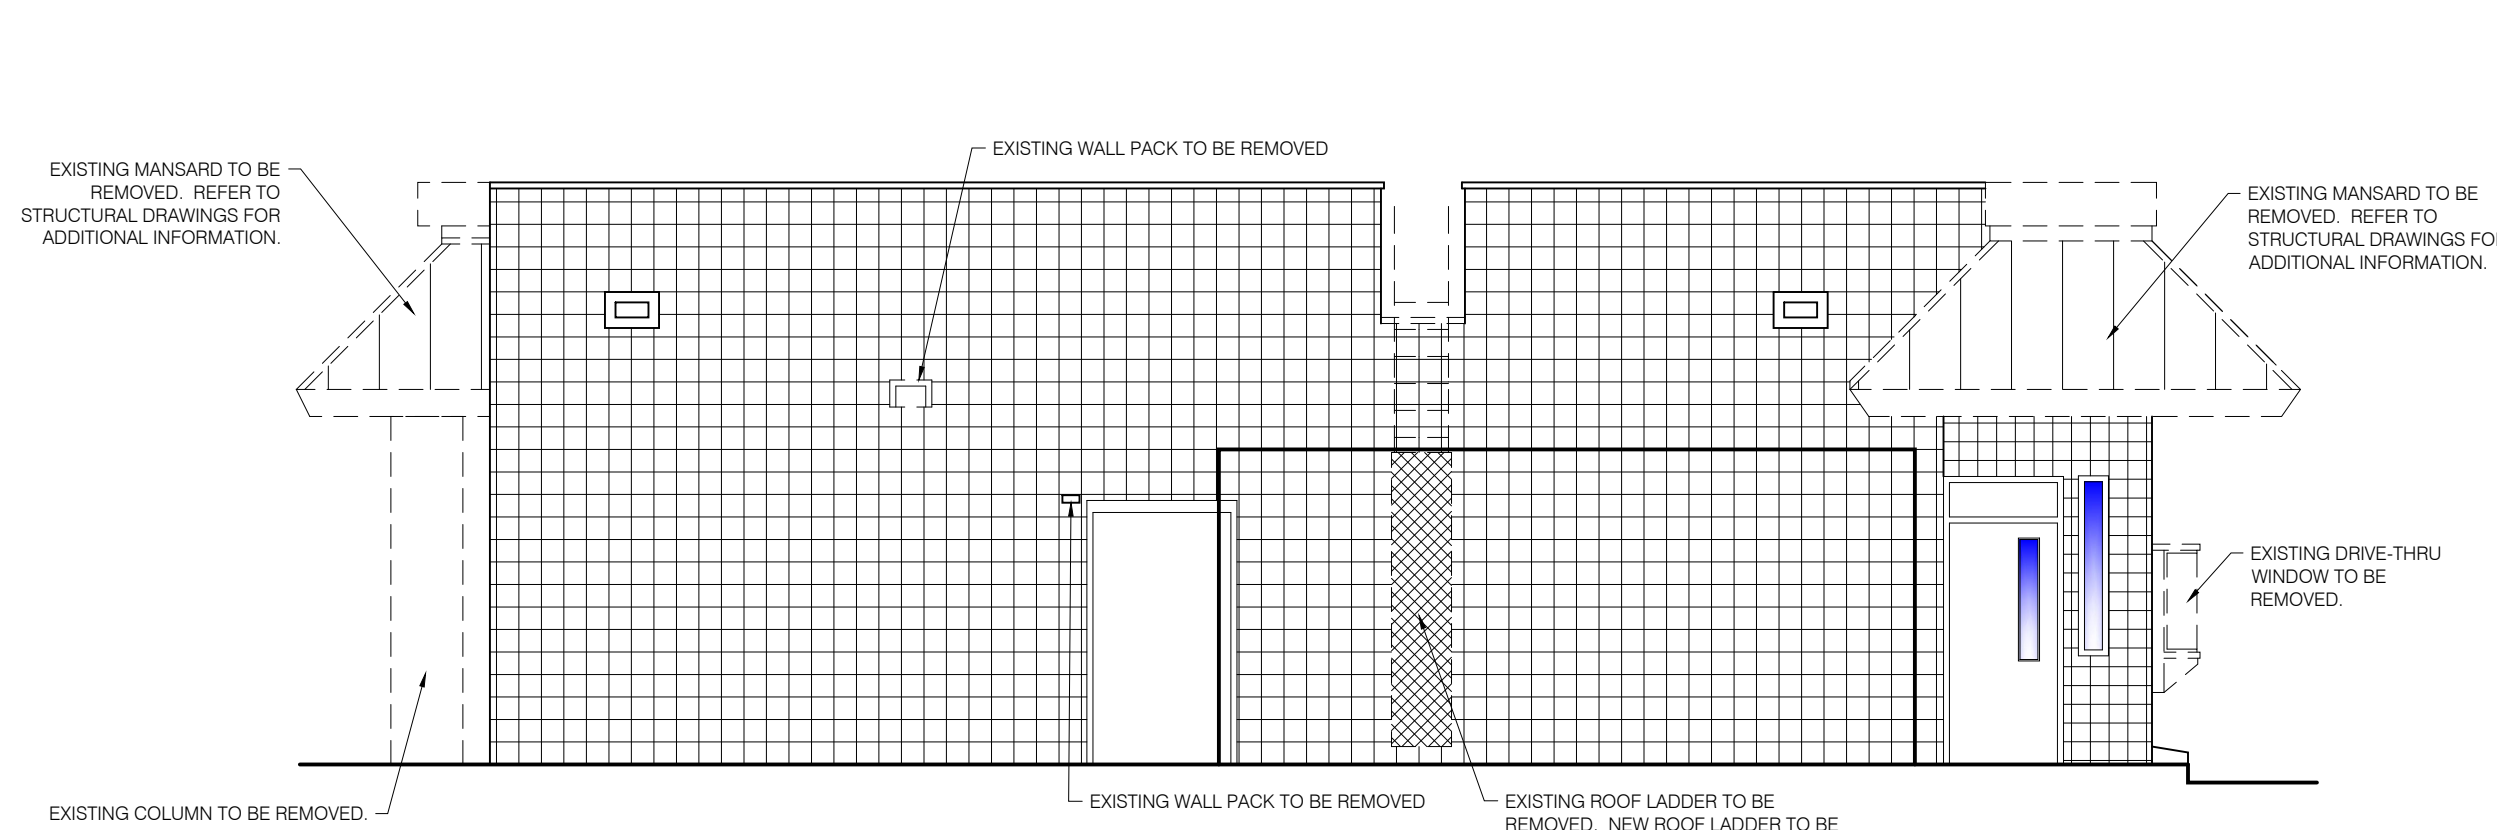 EXISTING WALL PACK TO BE REMOVED
EXISTING MANSARD TO BE
REMOVED. REFER TO
STRUCTURAL DRAWINGS FOR
ADDITIONAL INFORMATION.
EXISTING MANSARD TO BE
REMOVED. REFER TO
STRUCTURAL DRAWINGS FO
ADDITIONAL INFORMATION.
EXISTING DRIVE-THRU
WINDOW TO BE
REMOVED.
EXISTING COLUMN TO BE REMOVED.
EXISTING WALL PACK TO BE REMOVED
EXISTING ROOF LADDER TO BE
REMOVED. NEW ROOF LADDER TO BE